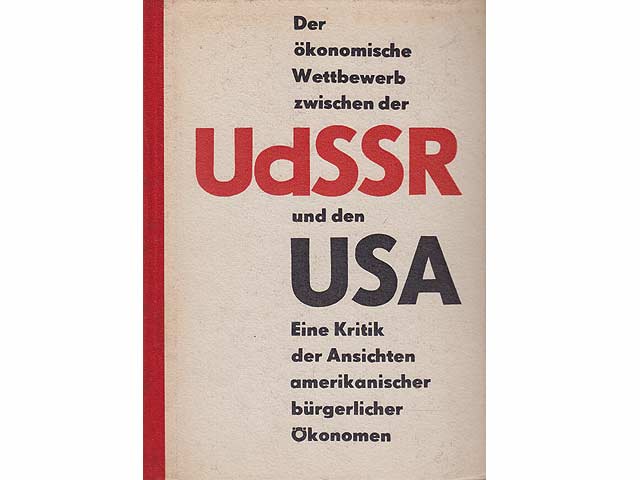 Der
ökonomische
Wettbewerb
zwischen der
UdSSR
und den
USA
Eine Kritik
der Ansichten
amerikanischer
bürgerlicher
Ökonomen